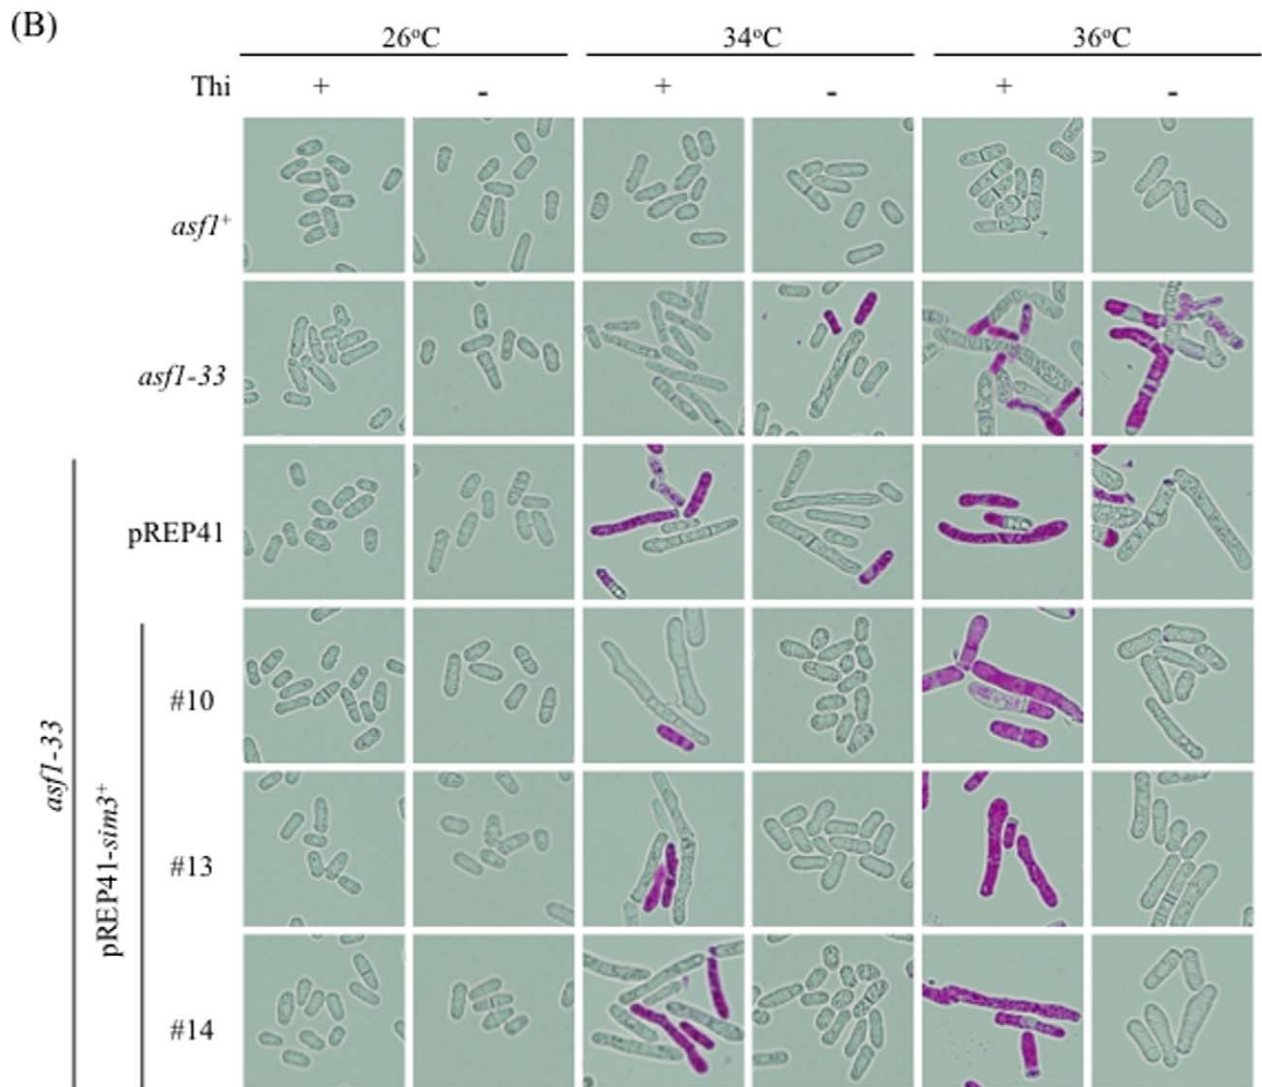 (B)
26°C 34°C 36°C
Thi + - + - + -
asf1⁺
asf1-33
pREP41
#10
#13
#14
asf1-33
pREP41-sim3⁺